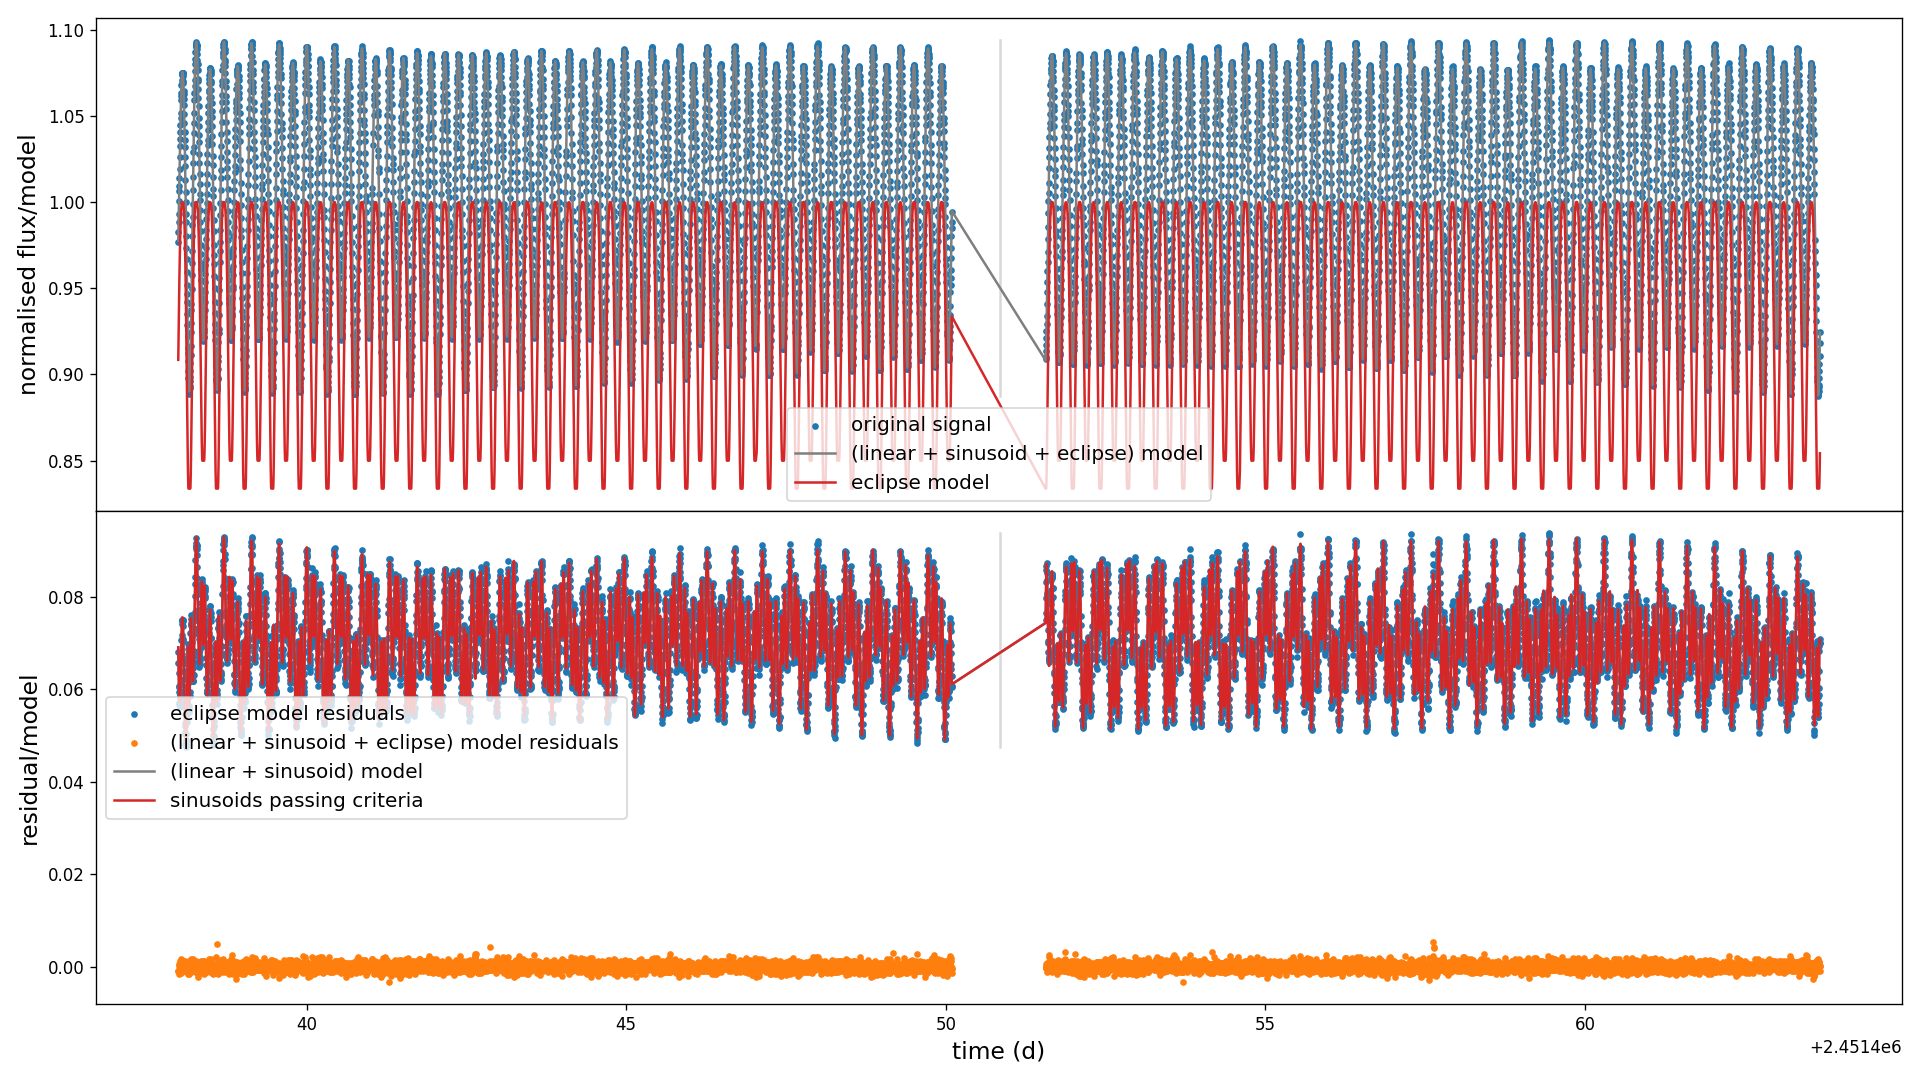 normalised flux/model
1.10
1.05
1.00
0.95
0.90
0.85
original signal
(linear + sinusoid + eclipse) model
eclipse model
residual/model
0.08
0.06
0.04
0.02
0.00
eclipse model residuals
(linear + sinusoid + eclipse) model residuals
(linear + sinusoid) model
sinusoids passing criteria
40
45
50
55
60
time (d)
+2.4514e6